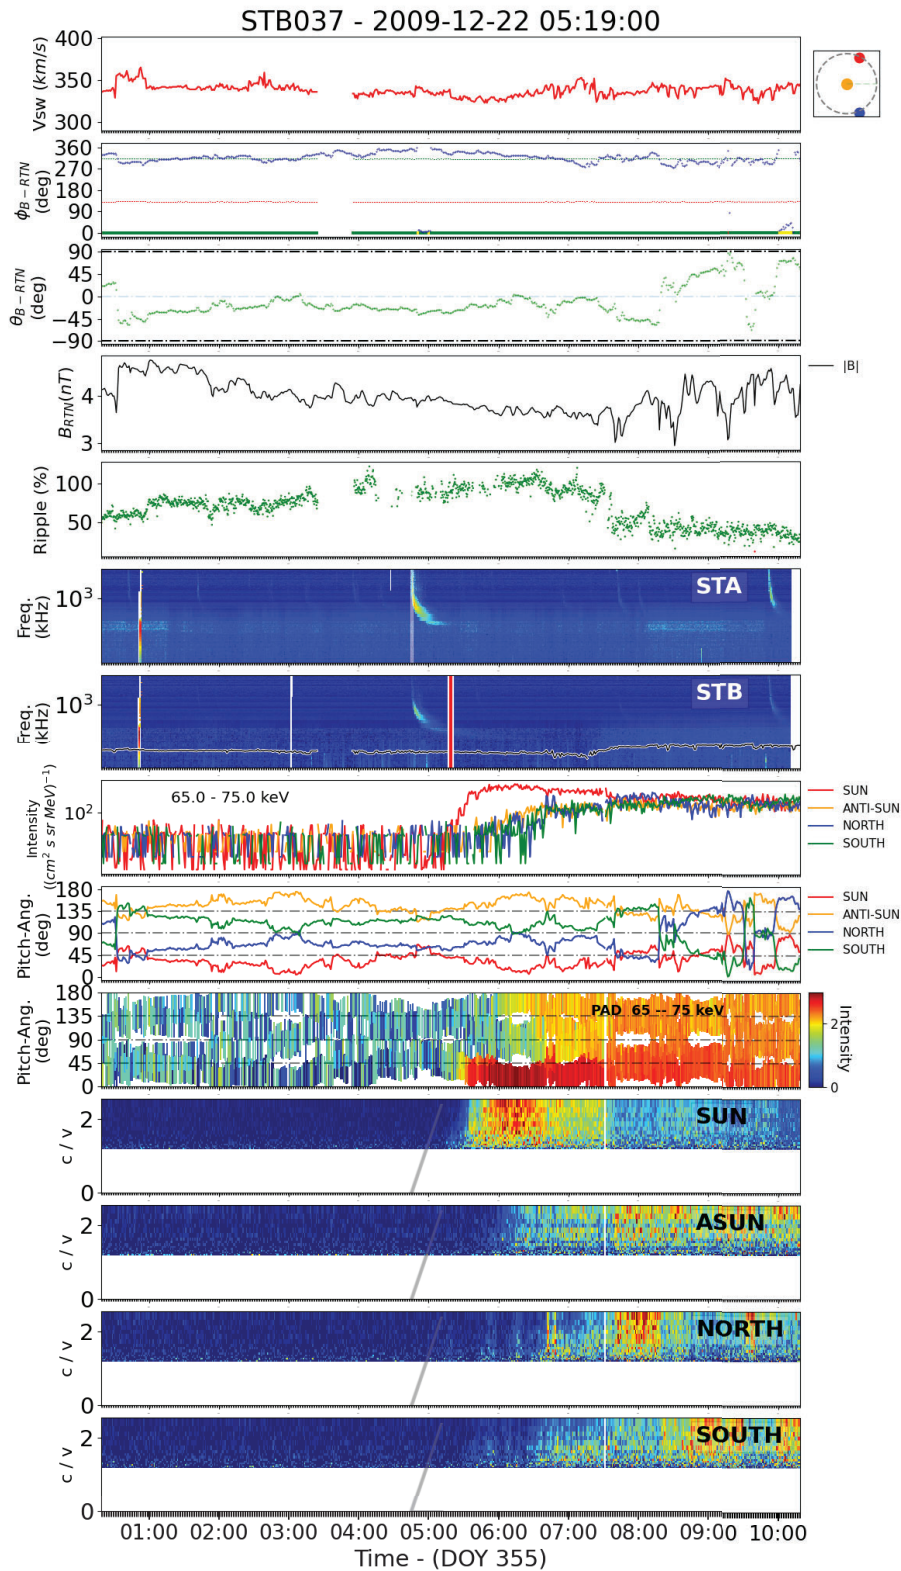 STB037 - 2009-12-22 05:19:00
400
350
300
Vsw (km/s)
360
270
180
90
0
ϕB−RTN
(deg)
90
45
0
−45
−90
θB−RTN
(deg)
4
3
BRTN(nT)
|B|
100
50
Ripple (%)
10³
Freq.
(kHz)
STA
10³
Freq.
(kHz)
STB
10²
Intensity
((cm² s sr MeV)⁻¹)
65.0 - 75.0 keV
SUN
ANTI-SUN
NORTH
SOUTH
180
135
90
45
0
Pitch-Ang.
(deg)
SUN
ANTI-SUN
NORTH
SOUTH
180
135
90
45
0
Pitch-Ang.
(deg)
PAD 65 -- 75 keV
2
0
Intensity
2
0
c / v
SUN
2
0
c / v
ASUN
2
0
c / v
NORTH
2
0
c / v
SOUTH
01:00 02:00 03:00 04:00 05:00 06:00 07:00 08:00 09:00 10:00
Time - (DOY 355)